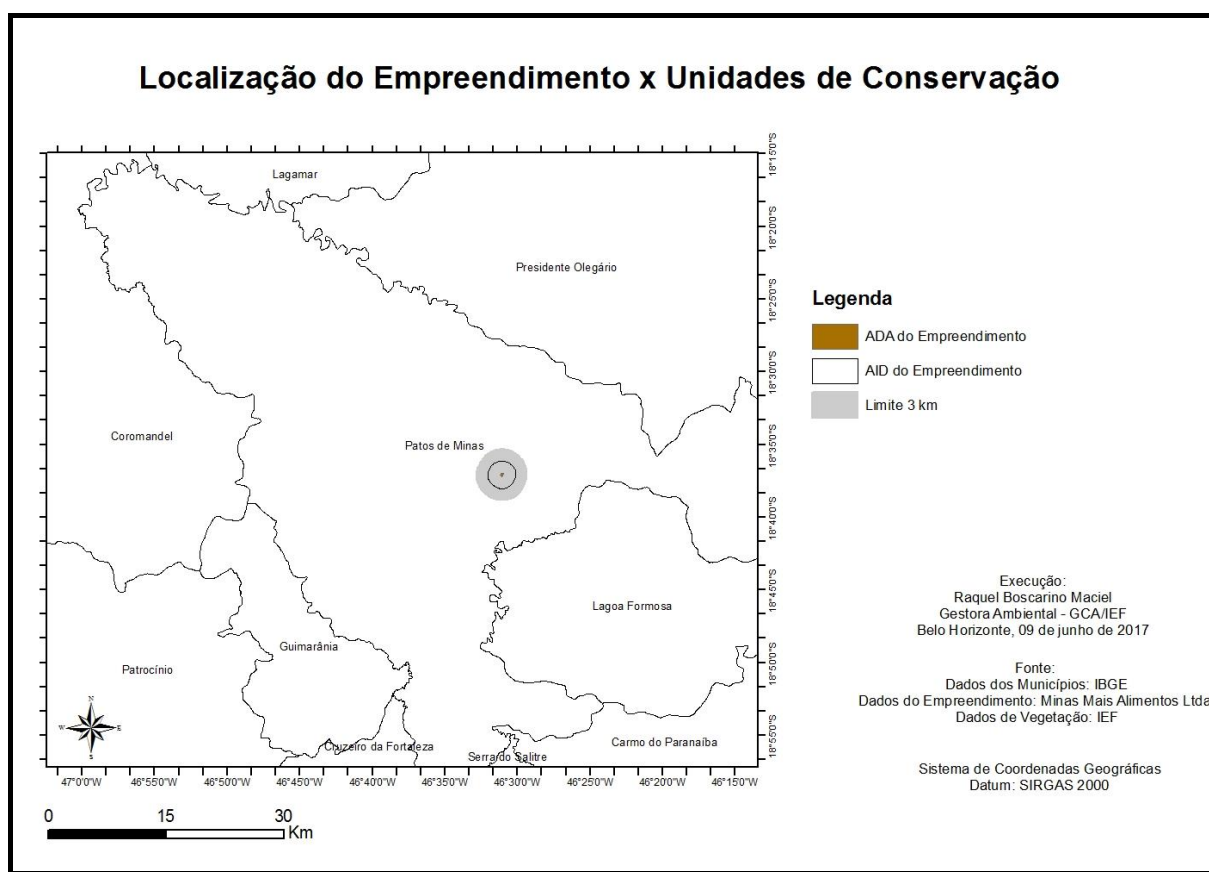 Localização do Empreendimento x Unidades de Conservação
Lagamar
Presidente Olegário
Coromandel
Patos de Minas
Lagoa Formosa
Guimarânia
Patrocínio
Cruzeiro da Fortaleza
Serra do Salitre
Carmo do Paranaíba
N
W
E
S
18°15'0"S
18°20'0"S
18°25'0"S
18°30'0"S
18°35'0"S
18°40'0"S
18°45'0"S
18°50'0"S
18°55'0"S
47°0'0"W
46°55'0"W
46°50'0"W
46°45'0"W
46°40'0"W
46°35'0"W
46°30'0"W
46°25'0"W
46°20'0"W
46°15'0"W
0
15
30
Km
Legenda
ADA do Empreendimento
AID do Empreendimento
Limite 3 km
Execução:
Raquel Boscarino Maciel
Gestora Ambiental - GCA/IEF
Belo Horizonte, 09 de junho de 2017
Fonte:
Dados dos Municípios: IBGE
Dados do Empreendimento: Minas Mais Alimentos Ltda
Dados de Vegetação: IEF
Sistema de Coordenadas Geográficas
Datum: SIRGAS 2000